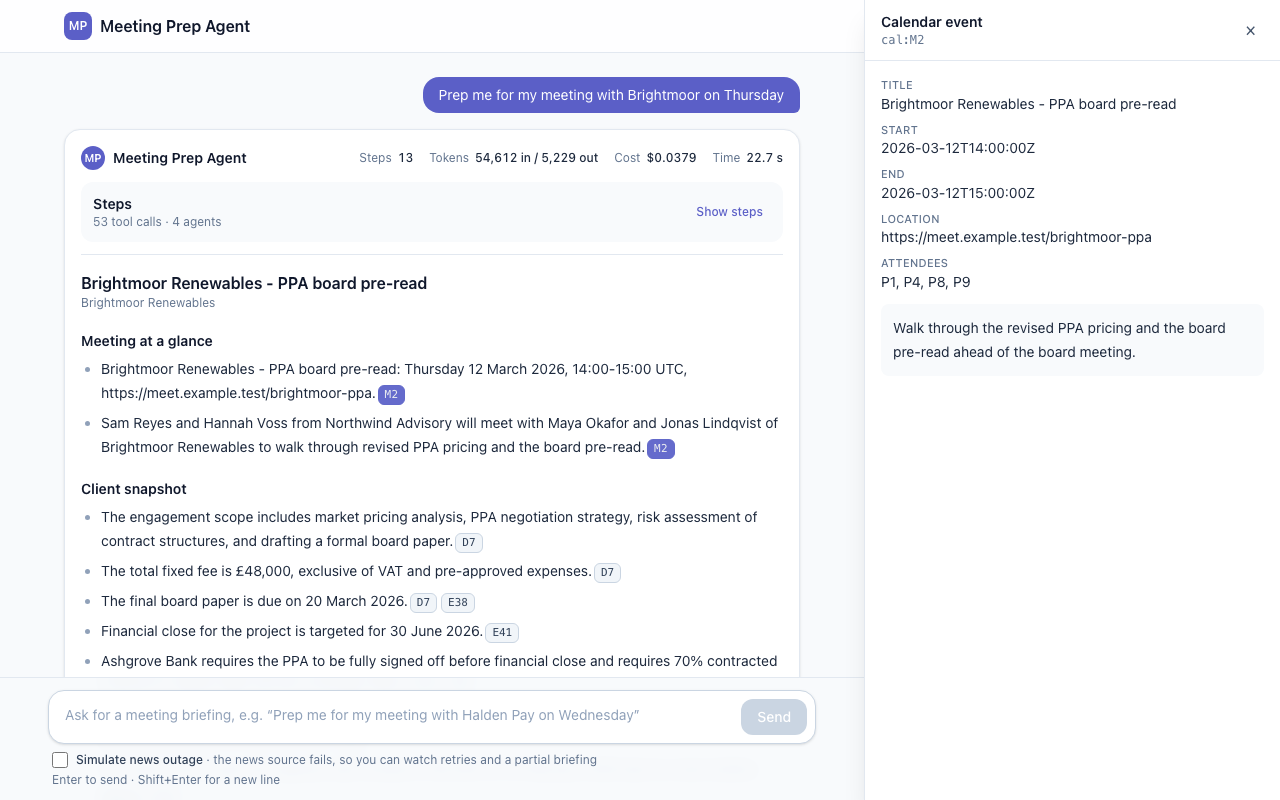 MP Meeting Prep Agent
Prep me for my meeting with Brightmoor on Thursday
MP Meeting Prep Agent Steps 13 Tokens 54,612 in / 5,229 out Cost $0.0379 Time 22.7 s
Steps
53 tool calls · 4 agents
Show steps
Brightmoor Renewables - PPA board pre-read
Brightmoor Renewables
Meeting at a glance
Brightmoor Renewables - PPA board pre-read: Thursday 12 March 2026, 14:00-15:00 UTC,
https://meet.example.test/brightmoor-ppa. M2
Sam Reyes and Hannah Voss from Northwind Advisory will meet with Maya Okafor and Jonas Lindqvist of
Brightmoor Renewables to walk through revised PPA pricing and the board pre-read. M2
Client snapshot
The engagement scope includes market pricing analysis, PPA negotiation strategy, risk assessment of
contract structures, and drafting a formal board paper. D7
The total fixed fee is £48,000, exclusive of VAT and pre-approved expenses. D7
The final board paper is due on 20 March 2026. D7 E38
Financial close for the project is targeted for 30 June 2026. E41
Ashgrove Bank requires the PPA to be fully signed off before financial close and requires 70% contracted
Ask for a meeting briefing, e.g. “Prep me for my meeting with Halden Pay on Wednesday”
Send
Simulate news outage · the news source fails, so you can watch retries and a partial briefing
Enter to send · Shift+Enter for a new line
Calendar event
cal:M2
×
TITLE
Brightmoor Renewables - PPA board pre-read
START
2026-03-12T14:00:00Z
END
2026-03-12T15:00:00Z
LOCATION
https://meet.example.test/brightmoor-ppa
ATTENDEES
P1, P4, P8, P9
Walk through the revised PPA pricing and the board
pre-read ahead of the board meeting.